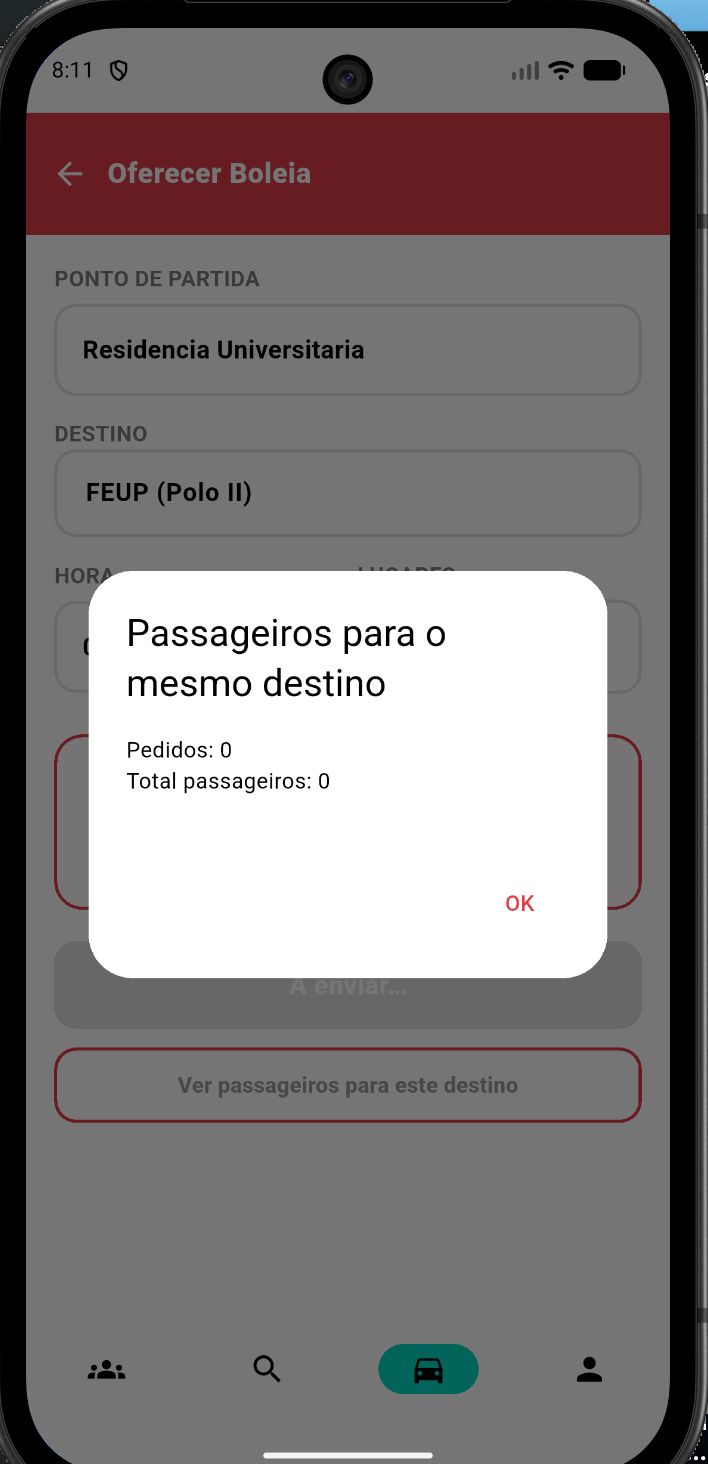 8:11
Oferecer Boleia
PONTO DE PARTIDA
Residencia Universitaria
DESTINO
FEUP (Polo II)
HORA
LUGARES
Passageiros para o
mesmo destino
Pedidos: 0
Total passageiros: 0
OK
A enviar...
Ver passageiros para este destino